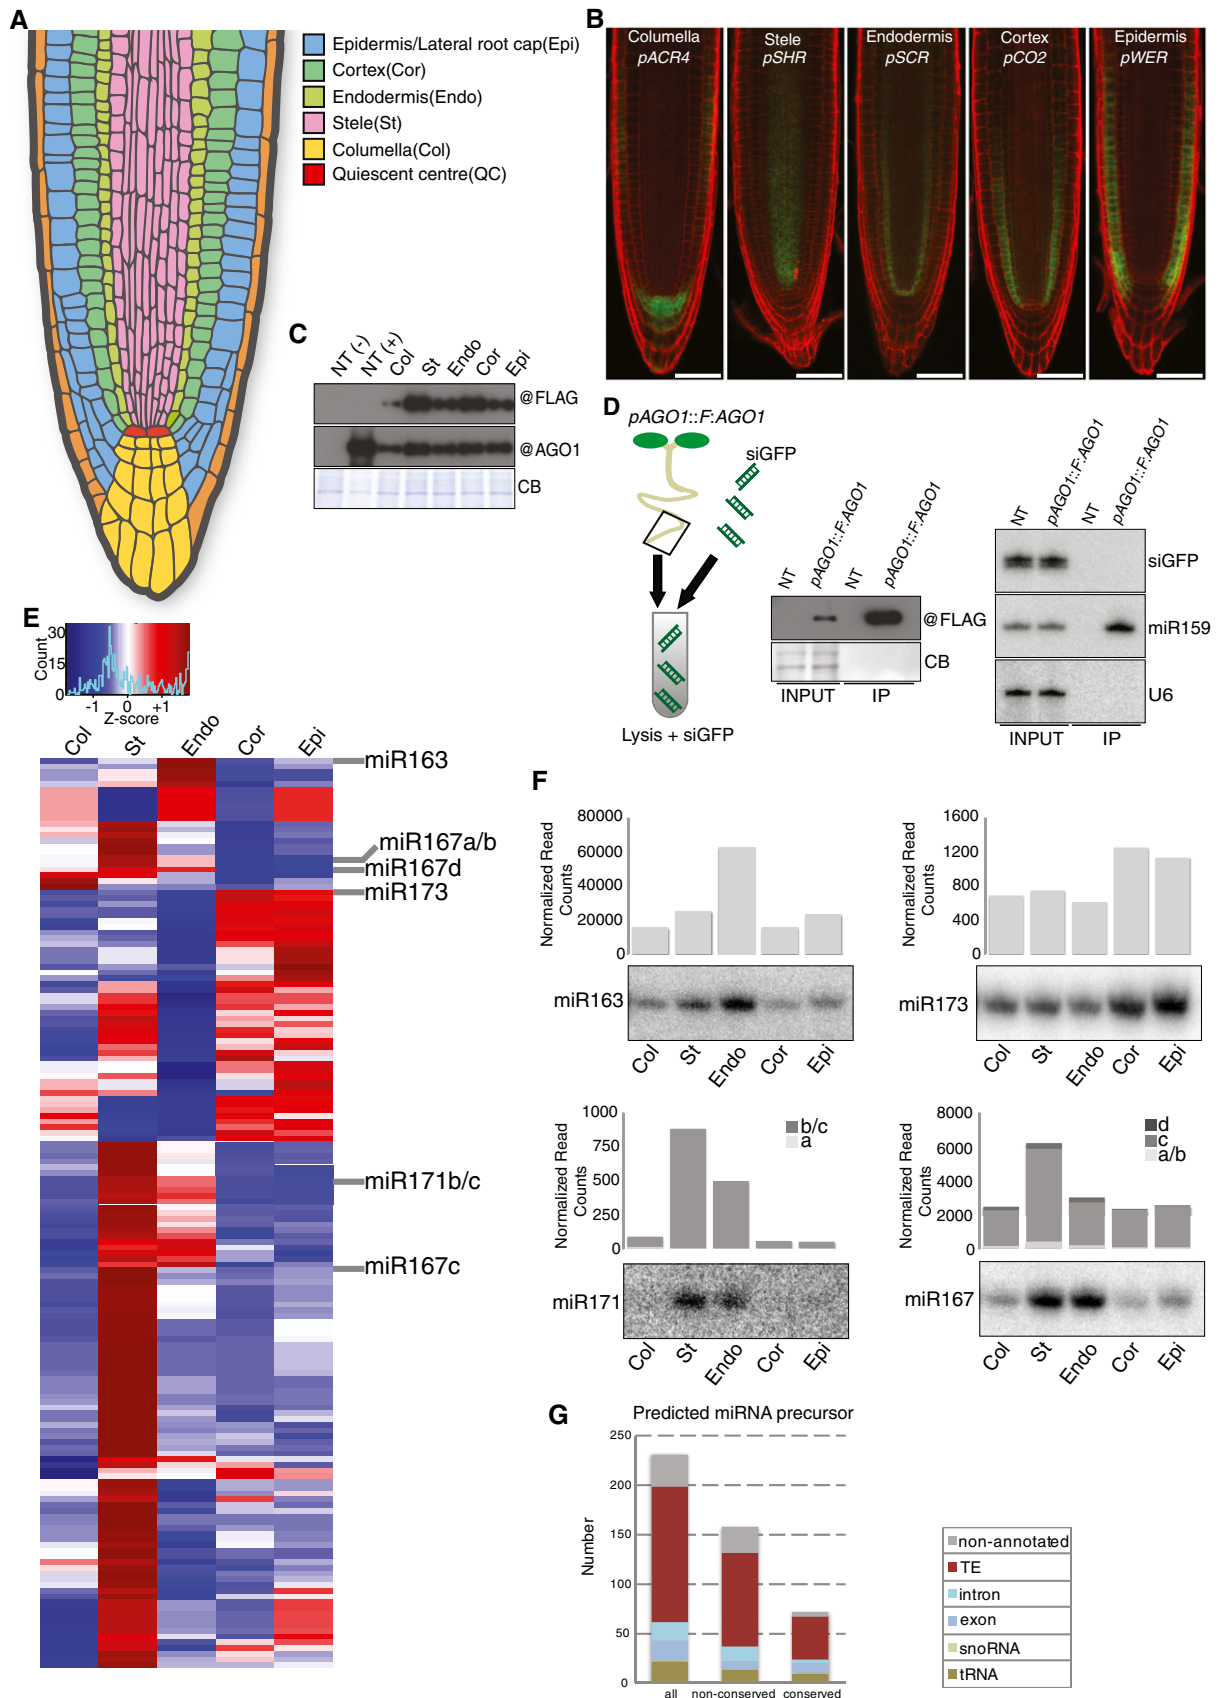 A
Epidermis/Lateral root cap(Epi)
Cortex(Cor)
Endodermis(Endo)
Stele(St)
Columella(Col)
Quiescent centre(QC)
B
Columella
pACR4
Stele
pSHR
Endodermis
pSCR
Cortex
pCO2
Epidermis
pWER
C
NT (-)
NT (+)
Col
St
Endo
Cor
Epi
@FLAG
@AGO1
CB
D
pAGO1::F:AGO1
siGFP
Lysis + siGFP
NT
pAGO1::F:AGO1
NT
pAGO1::F:AGO1
@FLAG
CB
INPUT
IP
NT
pAGO1::F:AGO1
NT
pAGO1::F:AGO1
siGFP
miR159
U6
INPUT
IP
E
Count
30
15
0
-1
0
+1
Z-score
Col
St
Endo
Cor
Epi
miR163
miR167a/b
miR167d
miR173
miR171b/c
miR167c
F
Normalized Read
Counts
80000
60000
40000
20000
0
miR163
Col
St
Endo
Cor
Epi
Normalized Read
Counts
1600
1200
800
400
0
miR173
Col
St
Endo
Cor
Epi
Normalized Read
Counts
1000
750
500
250
0
b/c
a
miR171
Col
St
Endo
Cor
Epi
Normalized Read
Counts
8000
6000
4000
2000
0
d
c
a/b
miR167
Col
St
Endo
Cor
Epi
G
Predicted miRNA precursor
Number
250
200
150
100
50
0
all
non-conserved
conserved
non-annotated
TE
intron
exon
snoRNA
tRNA